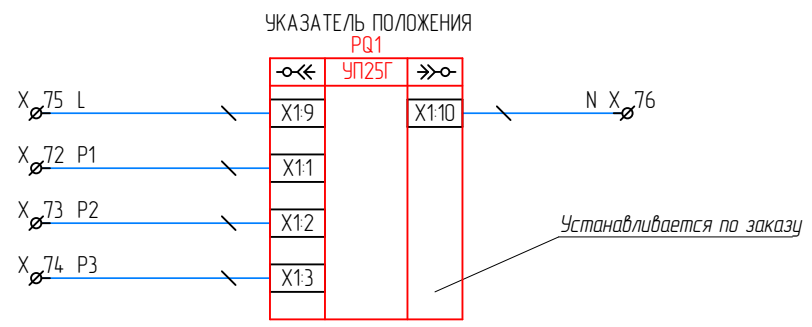 УКАЗАТЕЛЬ ПОЛОЖЕНИЯ
PQ1
УП25Г
X 75 L X1:9 X1:10 N X 76
X 72 P1 X1:1
X 73 P2 X1:2
Устанавливается по заказу
X 74 P3 X1:3